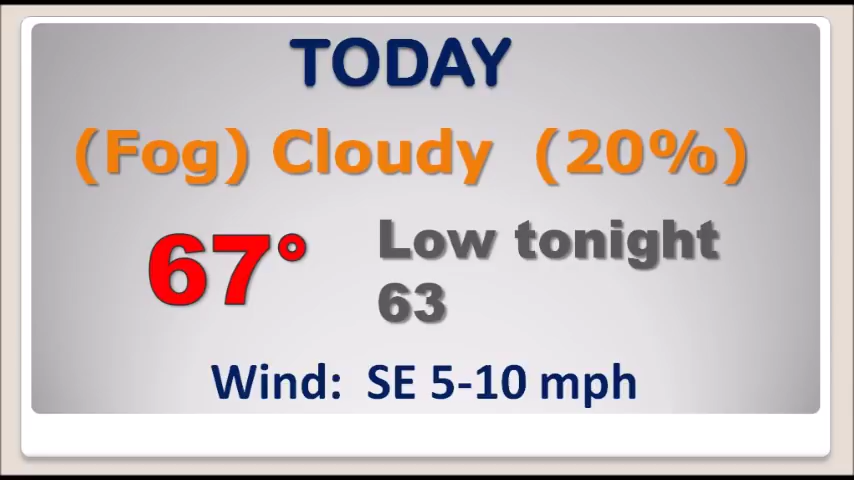 TODAY
(Fog) Cloudy (20%)
67°
Low tonight
63
Wind: SE 5-10 mph